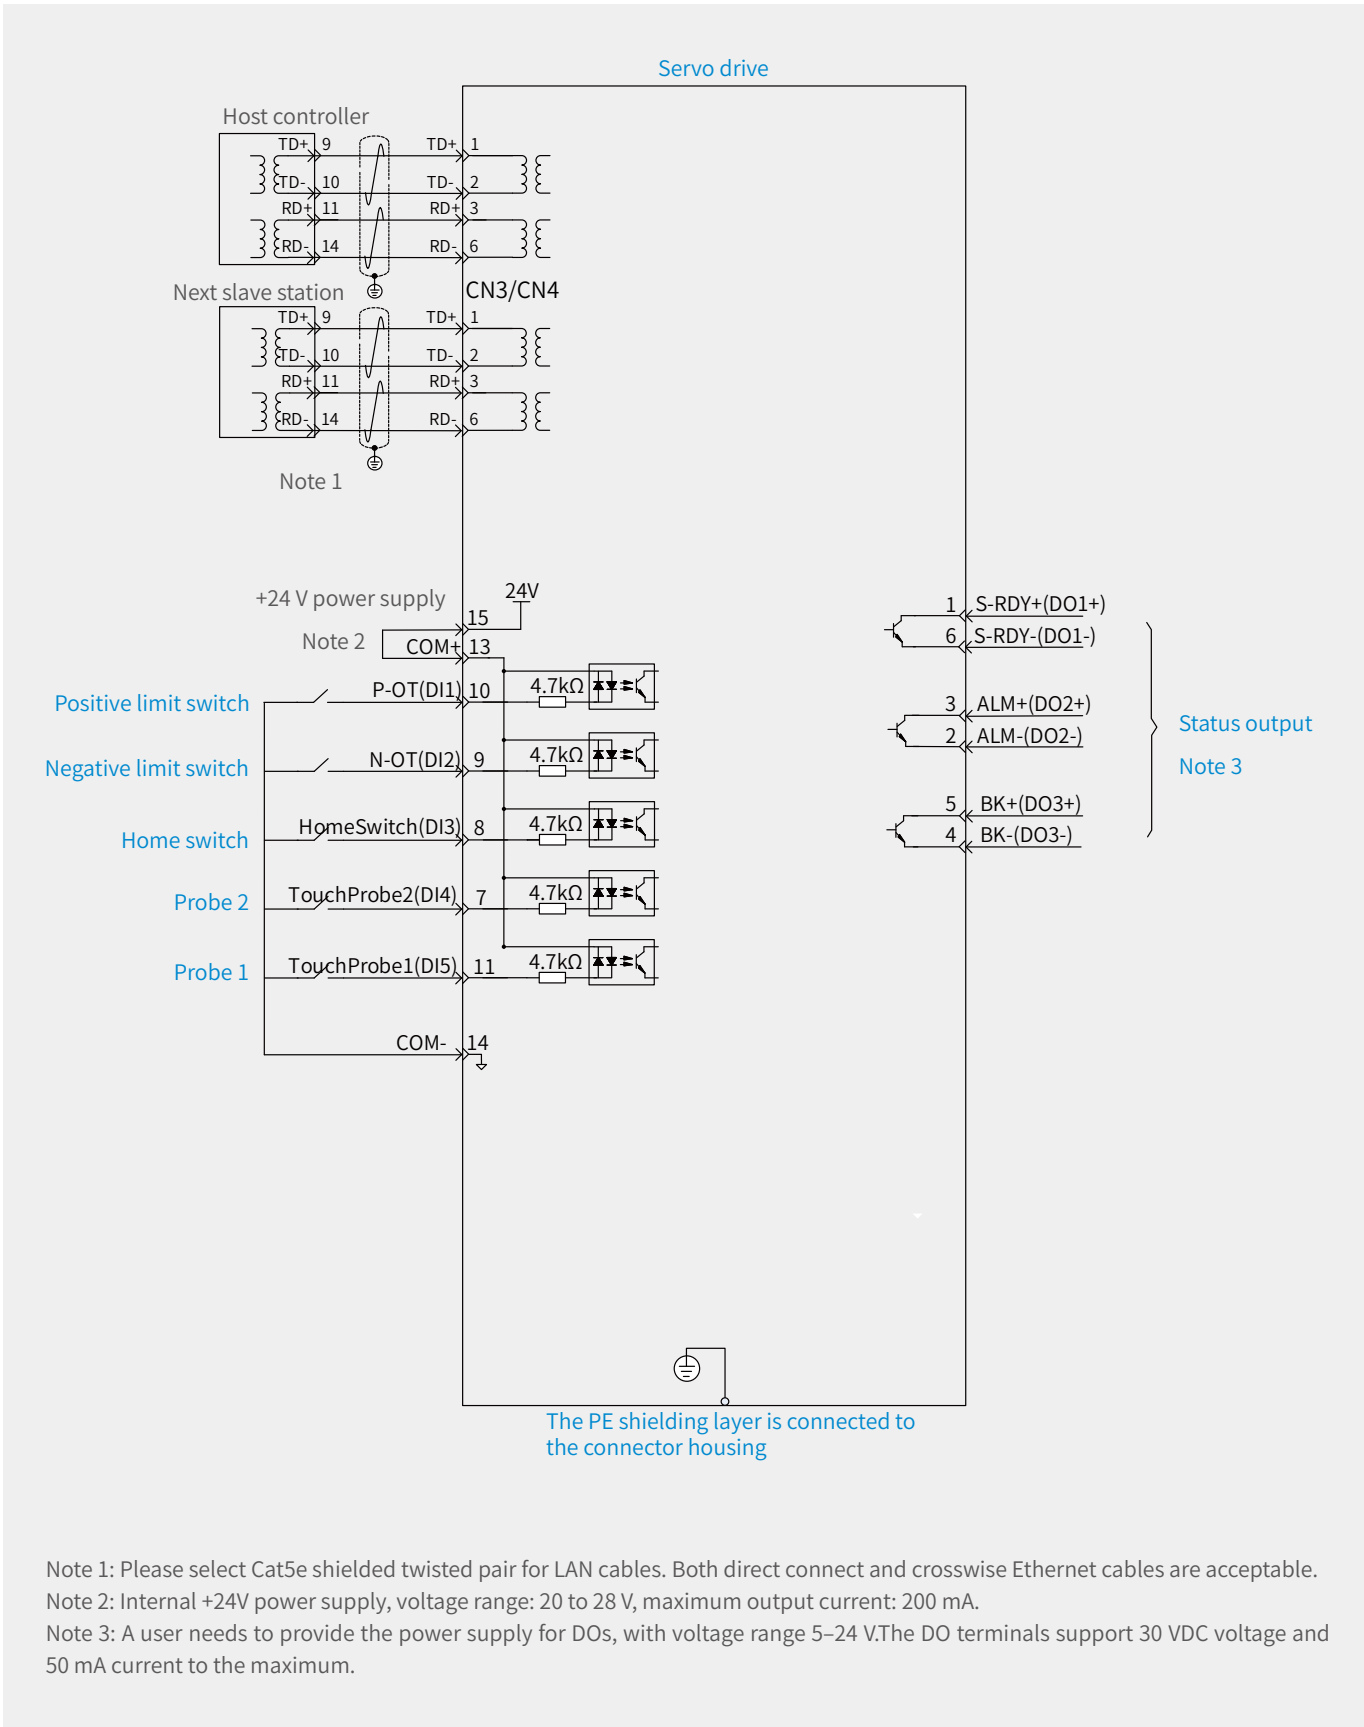 Servo drive
Host controller
TD+ 9 TD+ 1
TD- 10 TD- 2
RD+ 11 RD+ 3
RD- 14 RD- 6
Next slave station
CN3/CN4
TD+ 9 TD+ 1
TD- 10 TD- 2
RD+ 11 RD+ 3
RD- 14 RD- 6
Note 1
+24 V power supply
24V
15
Note 2
COM+ 13
Positive limit switch
P-OT(DI1) 10 4.7kΩ
Negative limit switch
N-OT(DI2) 9 4.7kΩ
Home switch
HomeSwitch(DI3) 8 4.7kΩ
Probe 2
TouchProbe2(DI4) 7 4.7kΩ
Probe 1
TouchProbe1(DI5) 11 4.7kΩ
COM- 14
1 S-RDY+(DO1+)
6 S-RDY-(DO1-)
3 ALM+(DO2+)
2 ALM-(DO2-)
5 BK+(DO3+)
4 BK-(DO3-)
Status output
Note 3
The PE shielding layer is connected to
the connector housing
Note 1: Please select Cat5e shielded twisted pair for LAN cables. Both direct connect and crosswise Ethernet cables are acceptable.
Note 2: Internal +24V power supply, voltage range: 20 to 28 V, maximum output current: 200 mA.
Note 3: A user needs to provide the power supply for DOs, with voltage range 5–24 V.The DO terminals support 30 VDC voltage and
50 mA current to the maximum.